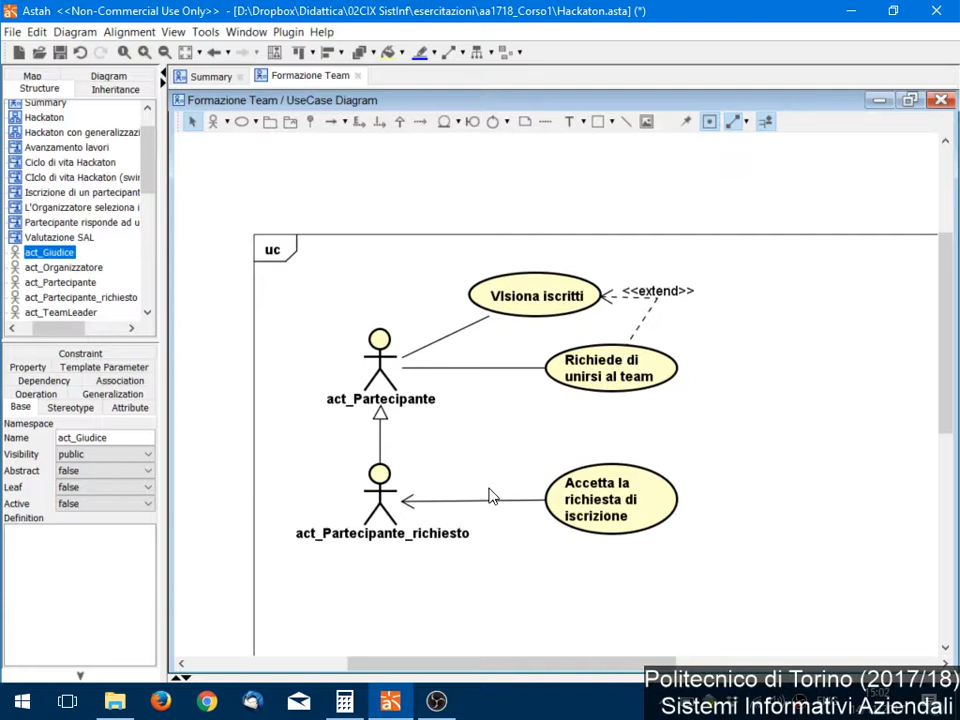 Astah <<Non-Commercial Use Only>> - [D:\Dropbox\Didattica\02CIX SistInf\esercitazioni\aa1718_Corso1\Hackaton.asta] (*)
File Edit Diagram Alignment View Tools Window Plugin Help
Map Diagram
Structure Inheritance
Summary
Hackaton
Hackaton con generalizzazi
Avanzamento lavori
Ciclo di vita Hackaton
CIclo di vita Hackaton (swir
Iscrizione di un partecipant
L'Organizzatore seleziona i
Partecipante risponde ad u
Valutazione SAL
act_Giudice
act_Organizzatore
act_Partecipante
act_Partecipante_richiesto
act_TeamLeader
Constraint
Property Template Parameter
Dependency Association
Operation Generalization
Base Stereotype Attribute
Namespace
Name act_Giudice
Visibility public
Abstract false
Leaf false
Active false
Definition
Summary Formazione Team
Formazione Team / UseCase Diagram
T
uc
VIsiona iscritti
<<extend>>
Richiede di
unirsi al team
act_Partecipante
Accetta la
richiesta di
iscrizione
act_Partecipante_richiesto
Politecnico di Torino (2017/18)
Sistemi Informativi Aziendali